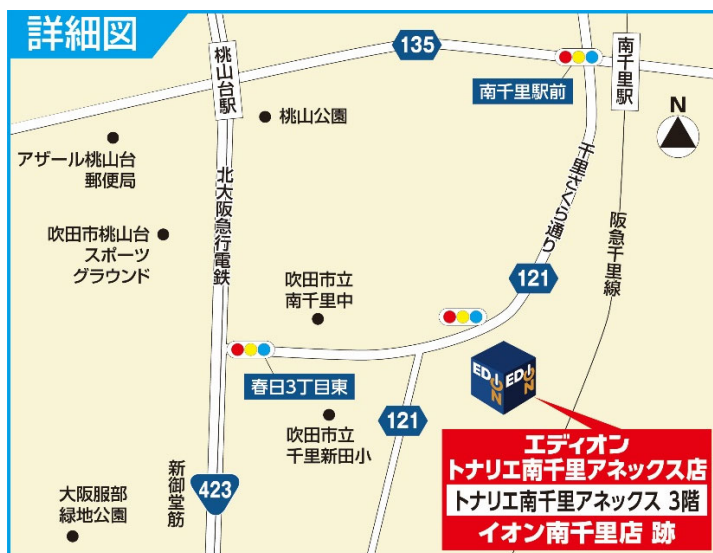 詳細図
135
南千里駅前
南千里駅
桃山台駅
桃山公園
N
アザール桃山台
郵便局
北大阪急行電鉄
千里さくら通り
阪急千里線
吹田市桃山台
スポーツ
グラウンド
121
吹田市立
南千里中
春日3丁目東
EDION
EDION
121
吹田市立
千里新田小
エディオン
トナリエ南千里アネックス店
トナリエ南千里アネックス 3階
イオン南千里店 跡
新御堂筋
423
大阪服部
緑地公園